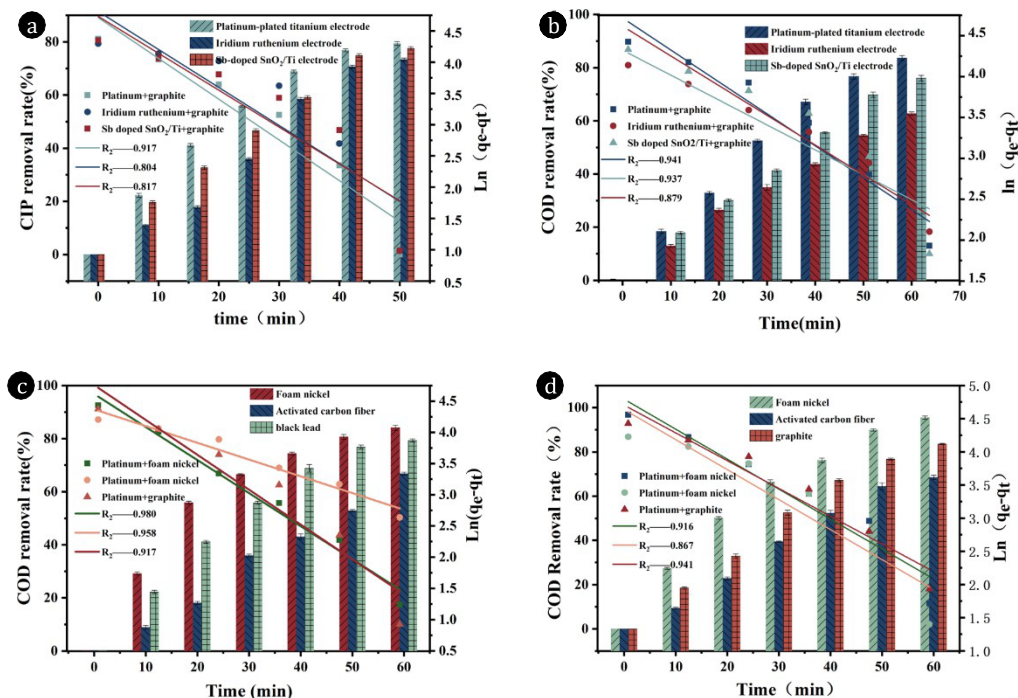 a
Platinum-plated titanium electrode
Iridium ruthenium electrode
Sb-doped SnO2/Ti electrode
Platinum+graphite
Iridium ruthenium+graphite
Sb doped SnO2/Ti+graphite
R2——0.917
R2——0.804
R2——0.817
CIP removal rate(%)
80
60
40
20
0
Ln (qe-qt)
4.5
4.0
3.5
3.0
2.5
2.0
1.5
1.0
0.5
0 10 20 30 40 50
time (min)
b
Platinum-plated titanium electrode
Iridium ruthenium electrode
Sb-doped SnO2/Ti electrode
Platinum+graphite
Iridium ruthenium+graphite
Sb doped SnO2/Ti+graphite
R2——0.941
R2——0.937
R2——0.879
COD removal rate(%)
100
80
60
40
20
0
ln (qe-qt)
4.5
4.0
3.5
3.0
2.5
2.0
1.5
0 10 20 30 40 50 60 70
Time(min)
c
Foam nickel
Activated carbon fiber
black lead
Platinum+foam nickel
Platinum+foam nickel
Platinum+graphite
R2——0.980
R2——0.958
R2——0.917
COD removal rate(%)
100
80
60
40
20
0
Ln(qe-qt)
4.5
4.0
3.5
3.0
2.5
2.0
1.5
1.0
0.5
0 10 20 30 40 50 60
Time (min)
d
Foam nickel
Activated carbon fiber
graphite
Platinum+foam nickel
Platinum+foam nickel
Platinum+graphite
R2——0.916
R2——0.867
R2——0.941
COD Removal rate (%)
100
80
60
40
20
0
Ln (qe-qt)
5.0
4.5
4.0
3.5
3.0
2.5
2.0
1.5
1.0
0 10 20 30 40 50 60
Time (min)